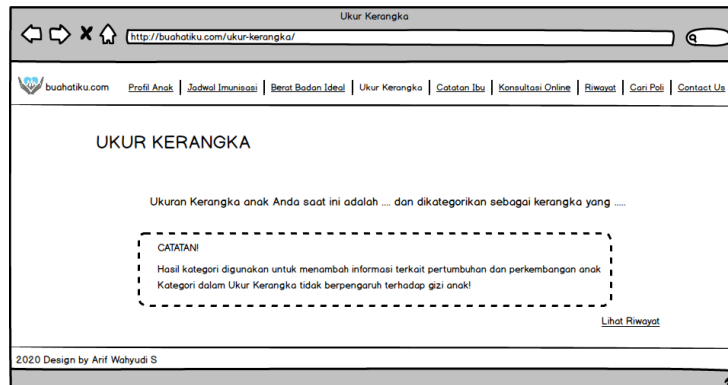 Ukur Kerangka
http://buahatiku.com/ukur-kerangka/
buahatiku.com Profil Anak | Jadwal Imunisasi | Berat Badan Ideal | Ukur Kerangka | Catatan Ibu | Konsultasi Online | Riwayat | Cari Poli | Contact Us
UKUR KERANGKA
Ukuran Kerangka anak Anda saat ini adalah .... dan dikategorikan sebagai kerangka yang .....
CATATAN!
Hasil kategori digunakan untuk menambah informasi terkait pertumbuhan dan perkembangan anak
Kategori dalam Ukur Kerangka tidak berpengaruh terhadap gizi anak!
Lihat Riwayat
2020 Design by Arif Wahyudi S